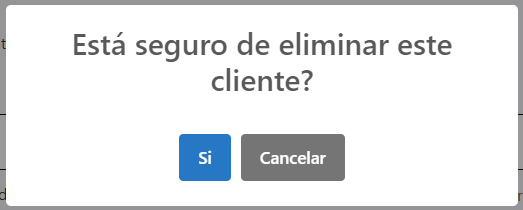 Está seguro de eliminar este
cliente?
Si
Cancelar